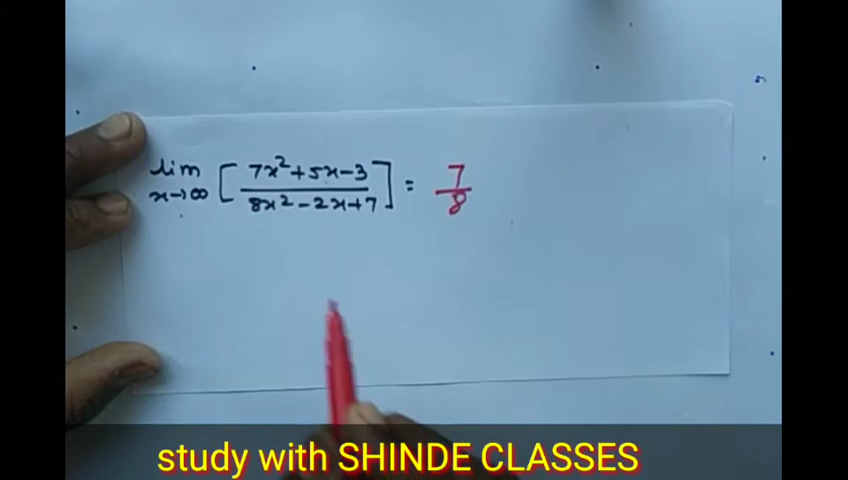 lim x→∞ [ 7x²+5x-3 / 8x²-2x+7 ] = 7/8
study with SHINDE CLASSES